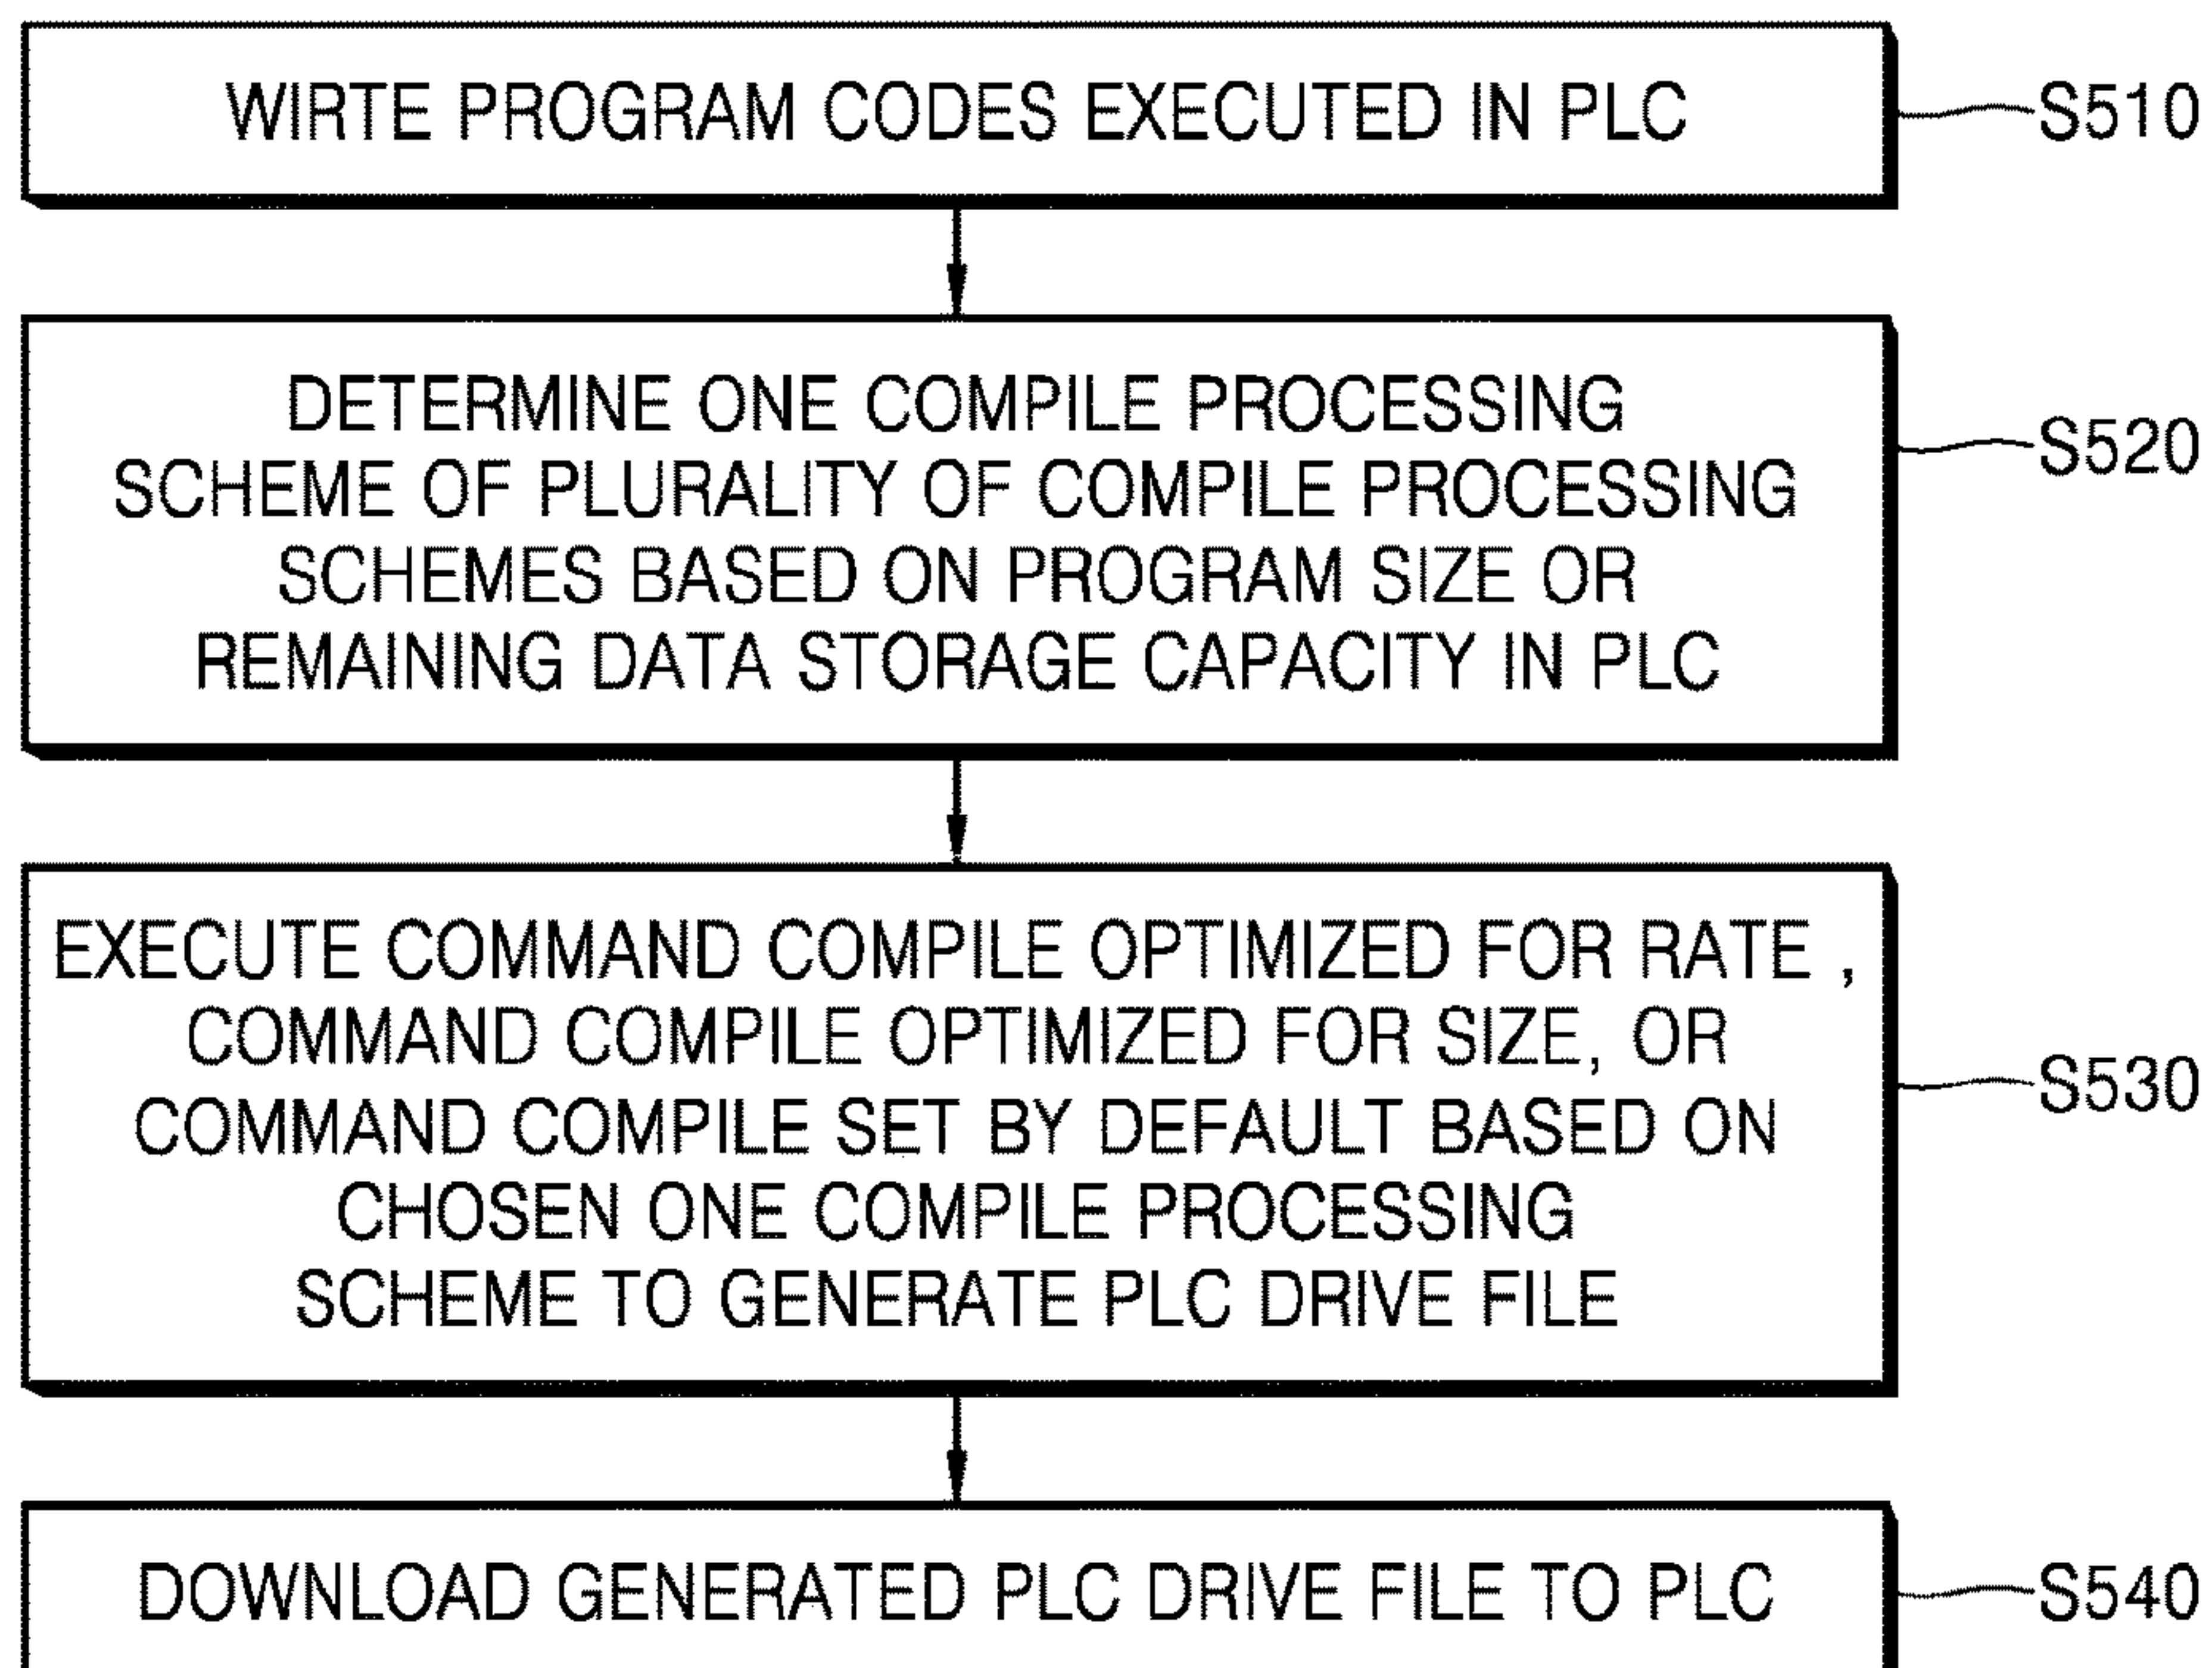 WIRTE PROGRAM CODES EXECUTED IN PLC
S510
DETERMINE ONE COMPILE PROCESSING
SCHEME OF PLURALITY OF COMPILE PROCESSING
SCHEMES BASED ON PROGRAM SIZE OR
REMAINING DATA STORAGE CAPACITY IN PLC
S520
EXECUTE COMMAND COMPILE OPTIMIZED FOR RATE ,
COMMAND COMPILE OPTIMIZED FOR SIZE, OR
COMMAND COMPILE SET BY DEFAULT BASED ON
CHOSEN ONE COMPILE PROCESSING
SCHEME TO GENERATE PLC DRIVE FILE
S530
DOWNLOAD GENERATED PLC DRIVE FILE TO PLC
S540